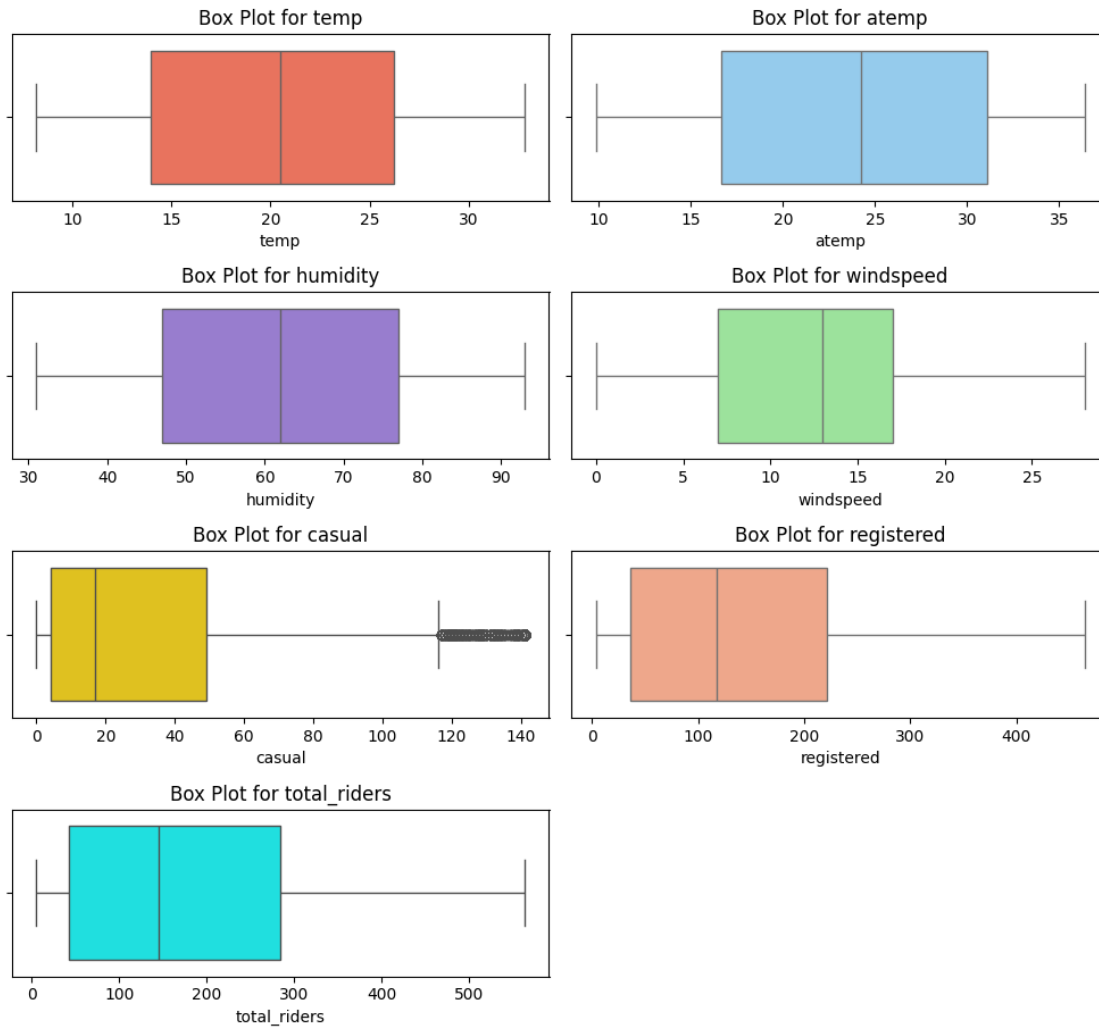 Box Plot for temp
10 15 20 25 30
temp
Box Plot for atemp
10 15 20 25 30 35
atemp
Box Plot for humidity
30 40 50 60 70 80 90
humidity
Box Plot for windspeed
0 5 10 15 20 25
windspeed
Box Plot for casual
0 20 40 60 80 100 120 140
casual
Box Plot for registered
0 100 200 300 400
registered
Box Plot for total_riders
0 100 200 300 400 500
total_riders